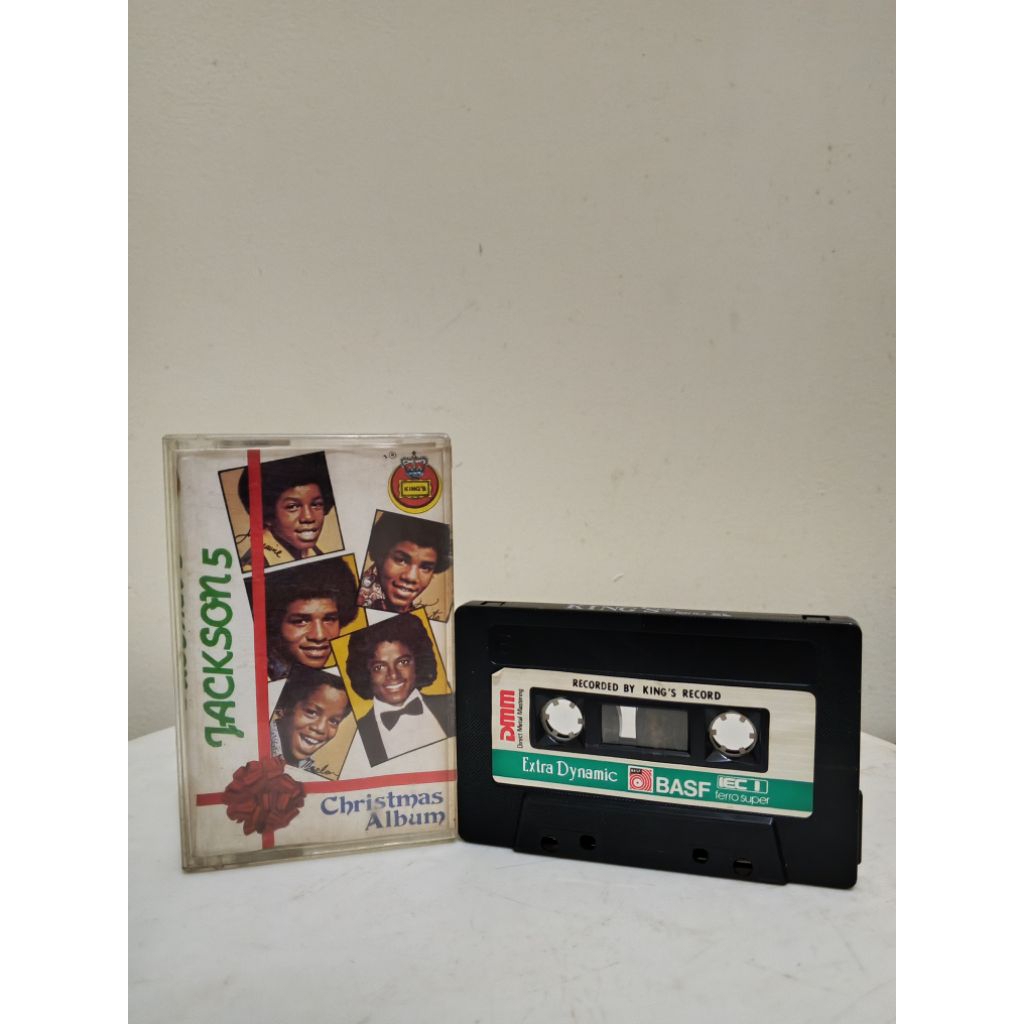 KING'S
JACKSON 5
Christmas
Album
KING'S
RECORDED BY KING'S RECORD
DMM
Direct Metal Mastering
Extra Dynamic
BASF
IEC I
ferro super